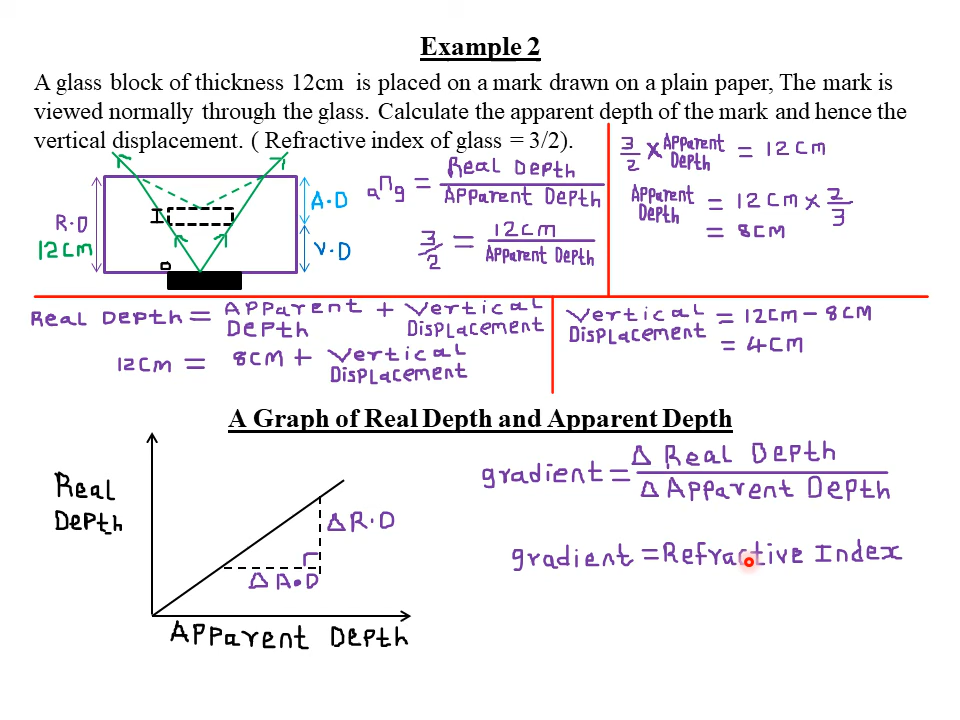 Example 2
A glass block of thickness 12cm is placed on a mark drawn on a plain paper, The mark is
viewed normally through the glass. Calculate the apparent depth of the mark and hence the
vertical displacement. ( Refractive index of glass = 3/2).
R.D
12cm
I
O
A.D
V.D
ang = Real Depth / Apparent Depth
3/2 = 12cm / Apparent Depth
3/2 × Apparent Depth = 12cm
Apparent Depth = 12cm × 2/3
= 8cm
Real Depth = Apparent Depth + Vertical Displacement
12cm = 8cm + Vertical Displacement
Vertical Displacement = 12cm - 8cm
= 4cm
A Graph of Real Depth and Apparent Depth
Real
Depth
Δ R.D
Δ A.D
Apparent Depth
gradient = Δ Real Depth / Δ Apparent Depth
gradient = Refractive Index